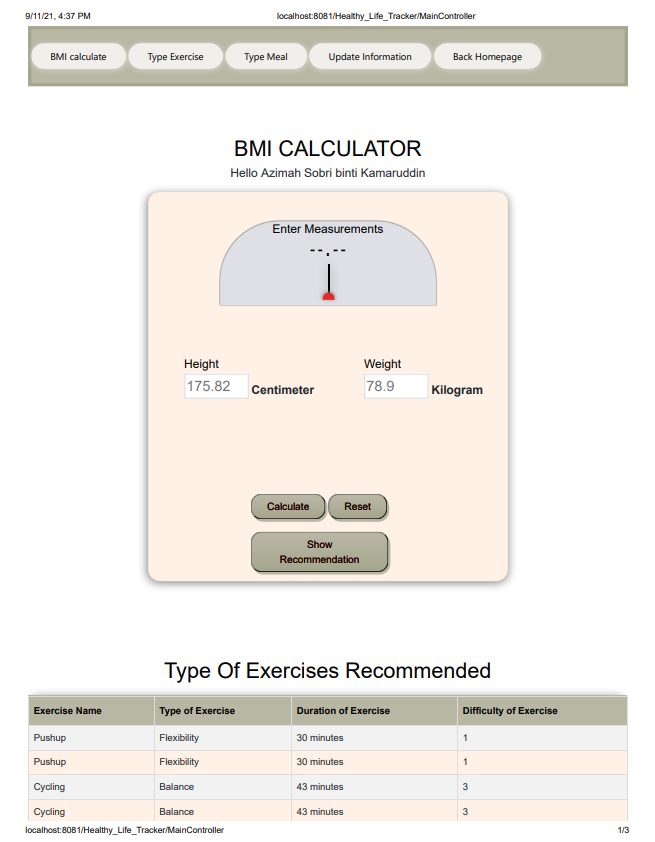 9/11/21, 4:37 PM localhost:8081/Healthy_Life_Tracker/MainController
BMI calculate Type Exercise Type Meal Update Information Back Homepage
BMI CALCULATOR
Hello Azimah Sobri binti Kamaruddin
Enter Measurements
--.--
Height Weight
175.82 Centimeter 78.9 Kilogram
Calculate Reset
Show
Recommendation
Type Of Exercises Recommended
Exercise Name Type of Exercise Duration of Exercise Difficulty of Exercise
Pushup Flexibility 30 minutes 1
Pushup Flexibility 30 minutes 1
Cycling Balance 43 minutes 3
Cycling Balance 43 minutes 3
localhost:8081/Healthy_Life_Tracker/MainController 1/3